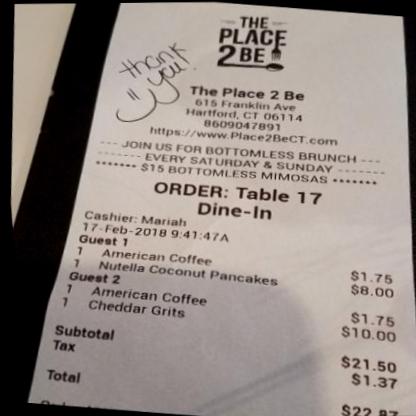 THE
PLACE
2 BE
thank
you!
The Place 2 Be
615 Franklin Ave
Hartford, CT 06114
8609047891
https://www.Place2BeCT.com
--- JOIN US FOR BOTTOMLESS BRUNCH ---
------- EVERY SATURDAY & SUNDAY --------
••••••• $15 BOTTOMLESS MIMOSAS •••••••
ORDER: Table 17
Dine-In
Cashier: Mariah
17-Feb-2018 9:41:47A
Guest 1
1 American Coffee $1.75
1 Nutella Coconut Pancakes $8.00
Guest 2
1 American Coffee $1.75
1 Cheddar Grits $10.00
Subtotal $21.50
Tax $1.37
Total $22.87